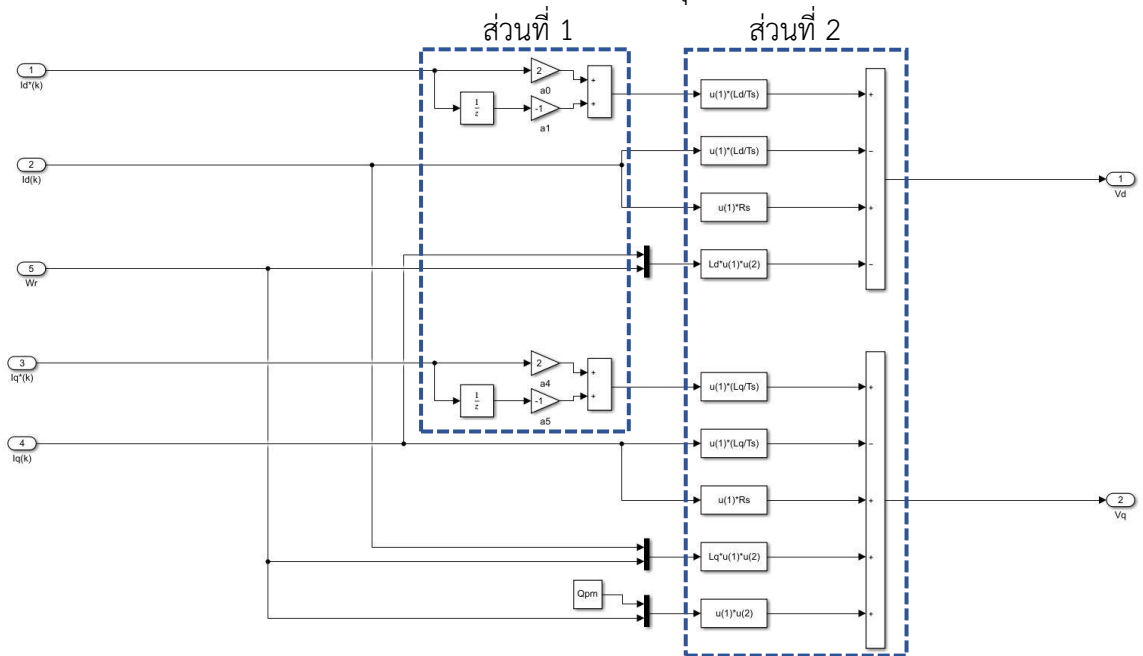 ส่วนที่ 1
ส่วนที่ 2
1
Id*(k)
2
a0
1/z
-1
a1
+
+
u(1)*(Ld/Ts)
+
2
Id(k)
u(1)*(Ld/Ts)
−
1
Vd
u(1)*Rs
+
5
Wr
Ld*u(1)*u(2)
−
3
Iq*(k)
2
a4
1/z
-1
a5
+
+
u(1)*(Lq/Ts)
+
4
Iq(k)
u(1)*(Lq/Ts)
−
u(1)*Rs
+
2
Vq
Lq*u(1)*u(2)
+
Qpm
u(1)*u(2)
+